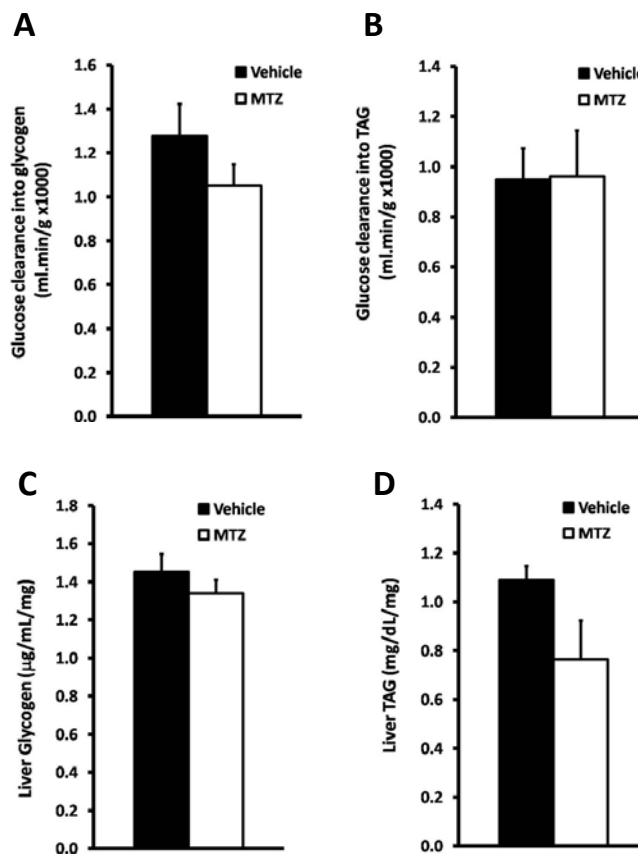 A
Glucose clearance into glycogen
(ml.min/g x1000)
1.6
1.4
1.2
1.0
0.8
0.6
0.4
0.2
0.0
Vehicle
MTZ
B
Glucose clearance into TAG
(ml.min/g x1000)
1.4
1.2
1.0
0.8
0.6
0.4
0.2
0.0
Vehicle
MTZ
C
Liver Glycogen (μg/mL/mg)
1.8
1.6
1.4
1.2
1.0
0.8
0.6
0.4
0.2
0.0
Vehicle
MTZ
D
Liver TAG (mg/dL/mg)
1.4
1.2
1.0
0.8
0.6
0.4
0.2
0.0
Vehicle
MTZ